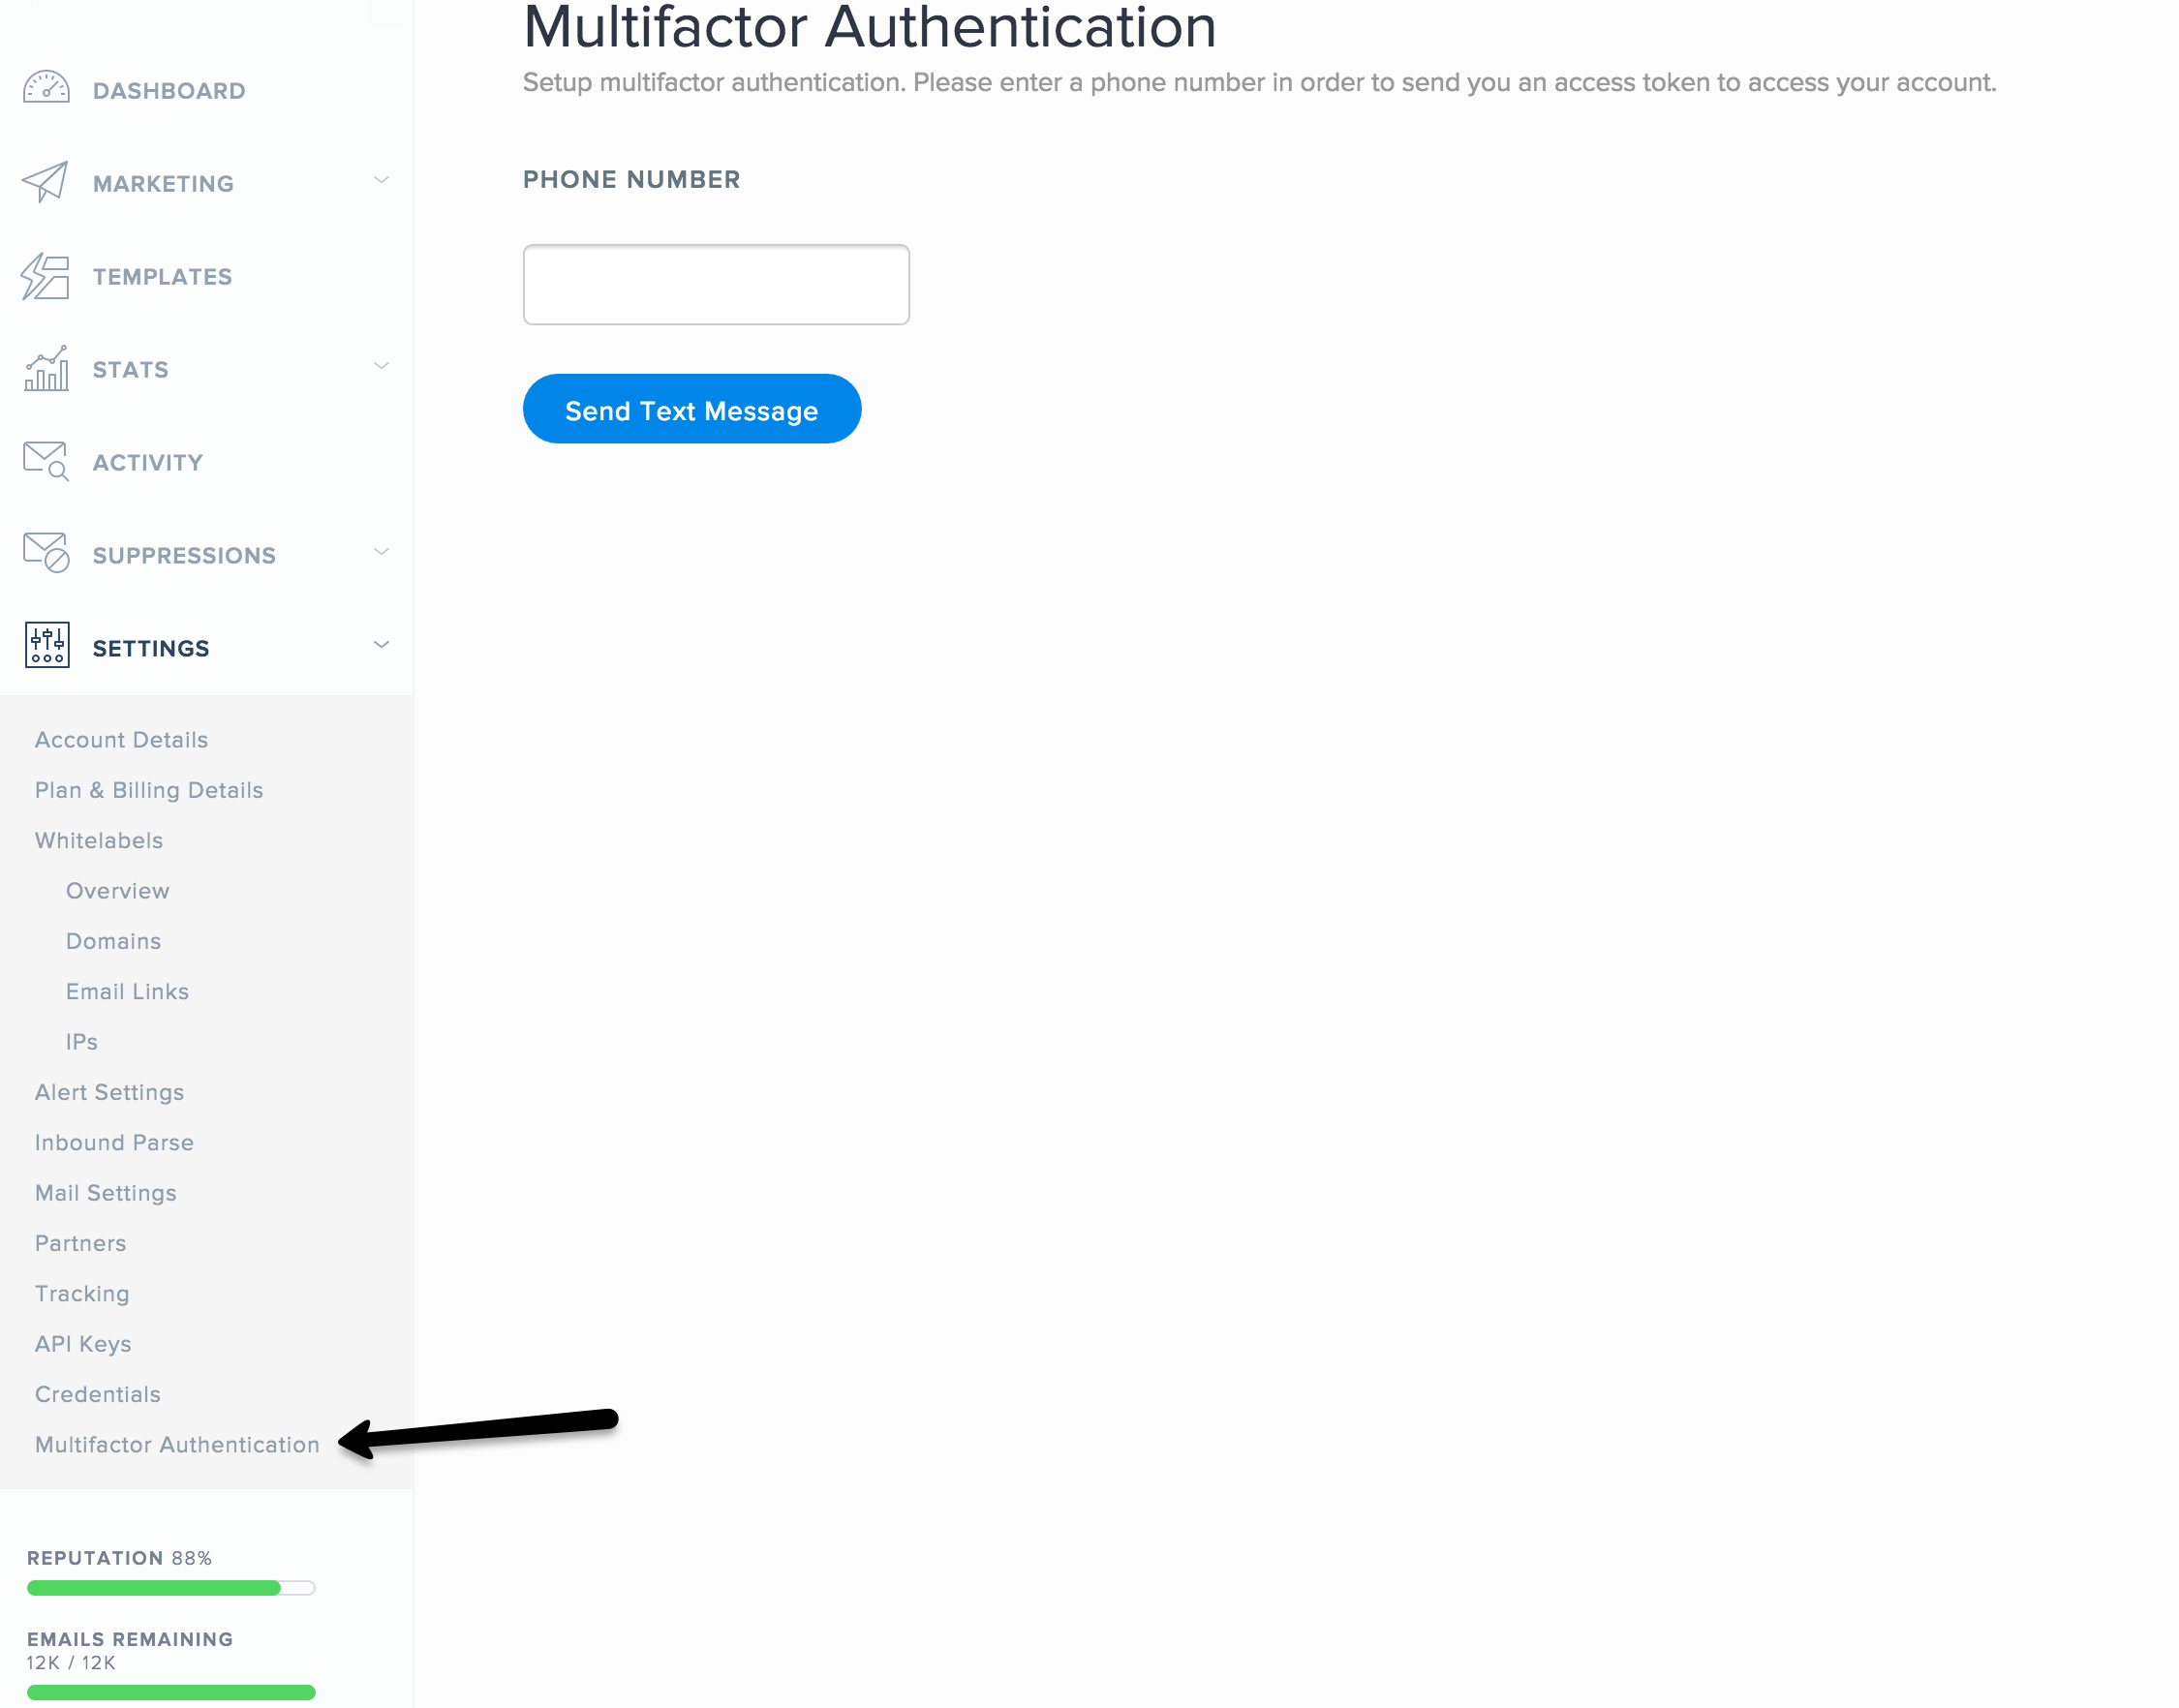 Multifactor Authentication
Setup multifactor authentication. Please enter a phone number in order to send you an access token to access your account.
PHONE NUMBER
Send Text Message
DASHBOARD
MARKETING
TEMPLATES
STATS
ACTIVITY
SUPPRESSIONS
SETTINGS
Account Details
Plan & Billing Details
Whitelabels
Overview
Domains
Email Links
IPs
Alert Settings
Inbound Parse
Mail Settings
Partners
Tracking
API Keys
Credentials
Multifactor Authentication
REPUTATION 88%
EMAILS REMAINING
12K / 12K